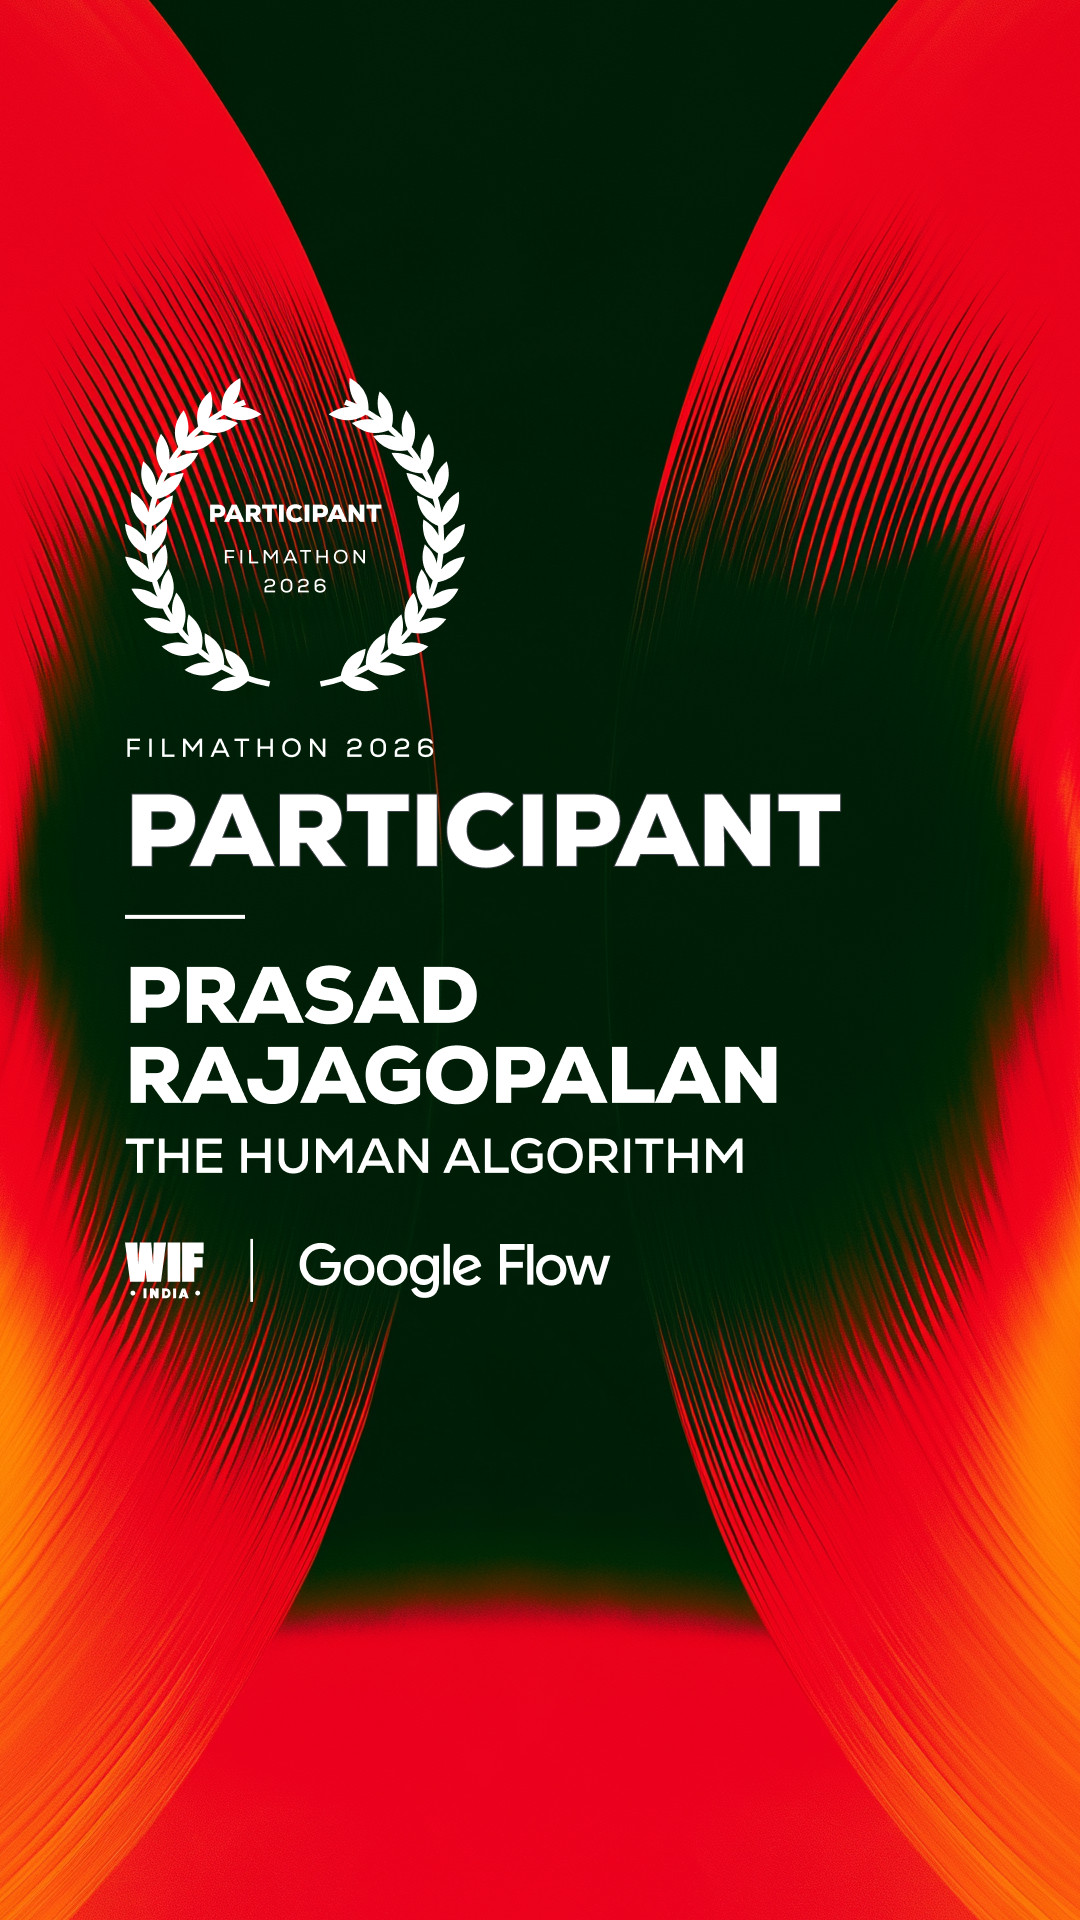 PARTICIPANT
FILMATHON
2026
FILMATHON 2026
PARTICIPANT
PRASAD
RAJAGOPALAN
THE HUMAN ALGORITHM
WIF
• INDIA •
Google Flow